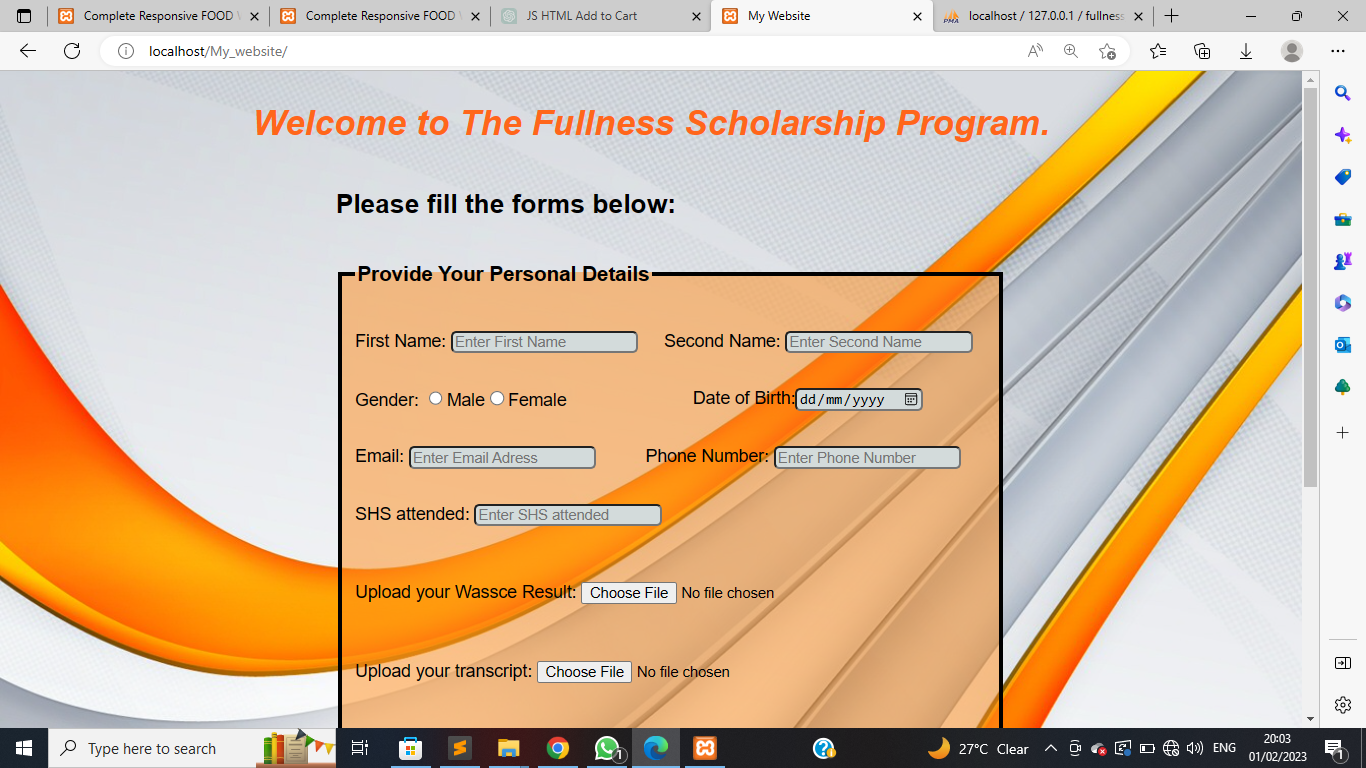 Complete Responsive FOOD
Complete Responsive FOOD
JS HTML Add to Cart
My Website
localhost / 127.0.0.1 / fullness
localhost/My_website/
Welcome to The Fullness Scholarship Program.
Please fill the forms below:
Provide Your Personal Details
First Name: Enter First Name Second Name: Enter Second Name
Gender: Male Female Date of Birth: dd/mm/yyyy
Email: Enter Email Adress Phone Number: Enter Phone Number
SHS attended: Enter SHS attended
Upload your Wassce Result: Choose File No file chosen
Upload your transcript: Choose File No file chosen
Type here to search
1
27°C Clear
ENG
20:03
01/02/2023
1